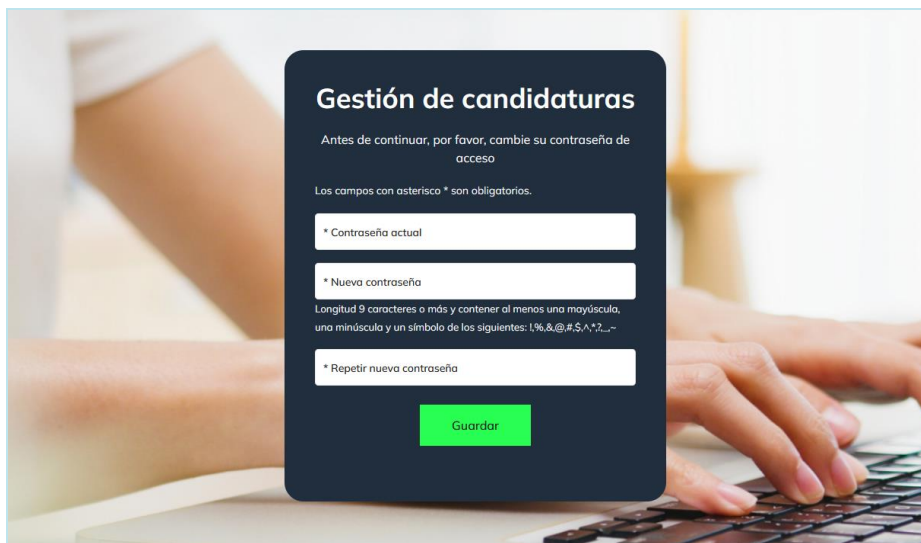 Gestión de candidaturas
Antes de continuar, por favor, cambie su contraseña de
acceso
Los campos con asterisco * son obligatorios.
* Contraseña actual
* Nueva contraseña
Longitud 9 caracteres o más y contener al menos una mayúscula,
una minúscula y un símbolo de los siguientes: !,%,&,@,#,$,^,*,?,_,~
* Repetir nueva contraseña
Guardar